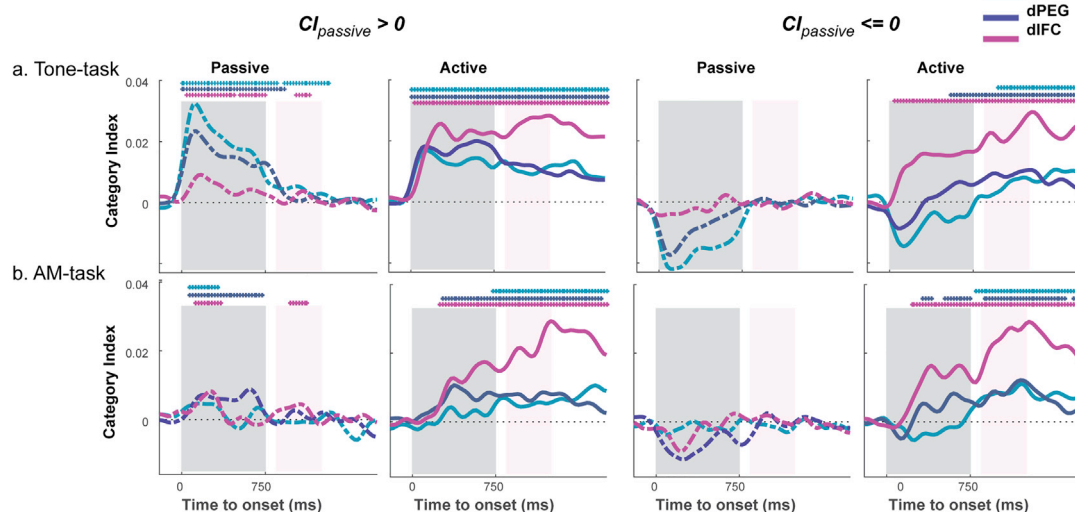 CIpassive > 0
CIpassive <= 0
dPEG
dIFC
a. Tone-task
Passive
Active
Passive
Active
0.04
0.02
0
Category Index
b. AM-task
0.04
0.02
0
Category Index
0
750
0
750
0
750
0
750
Time to onset (ms)
Time to onset (ms)
Time to onset (ms)
Time to onset (ms)